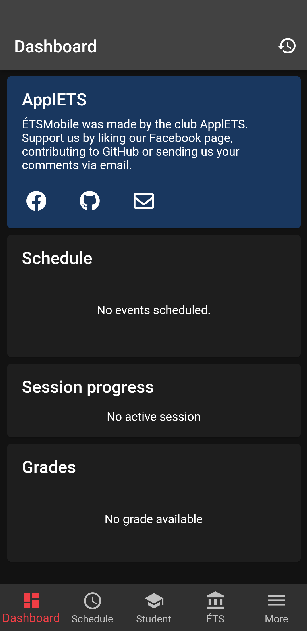 Dashboard
ApplETS
ÉTSMobile was made by the club ApplETS.
Support us by liking our Facebook page,
contributing to GitHub or sending us your
comments via email.
Schedule
No events scheduled.
Session progress
No active session
Grades
No grade available
Dashboard Schedule Student ÉTS More